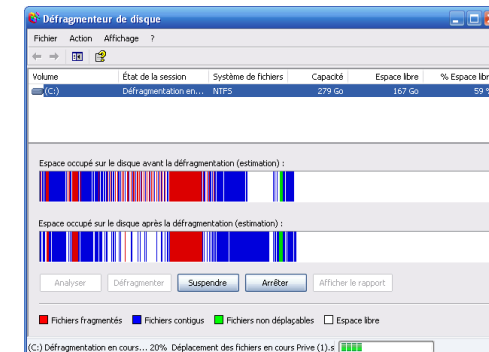 Défragmenteur de disque
Fichier Action Affichage ?
Volume État de la session Système de fichiers Capacité Espace libre % Espace libr
(C:) Défragmentation en... NTFS 279 Go 167 Go 59 %
Espace occupé sur le disque avant la défragmentation (estimation) :
Espace occupé sur le disque après la défragmentation (estimation) :
Analyser Défragmenter Suspendre Arrêter Afficher le rapport
Fichiers fragmentés Fichiers contigus Fichiers non déplaçables Espace libre
(C:) Défragmentation en cours... 20% Déplacement des fichiers en cours Prive (1).s